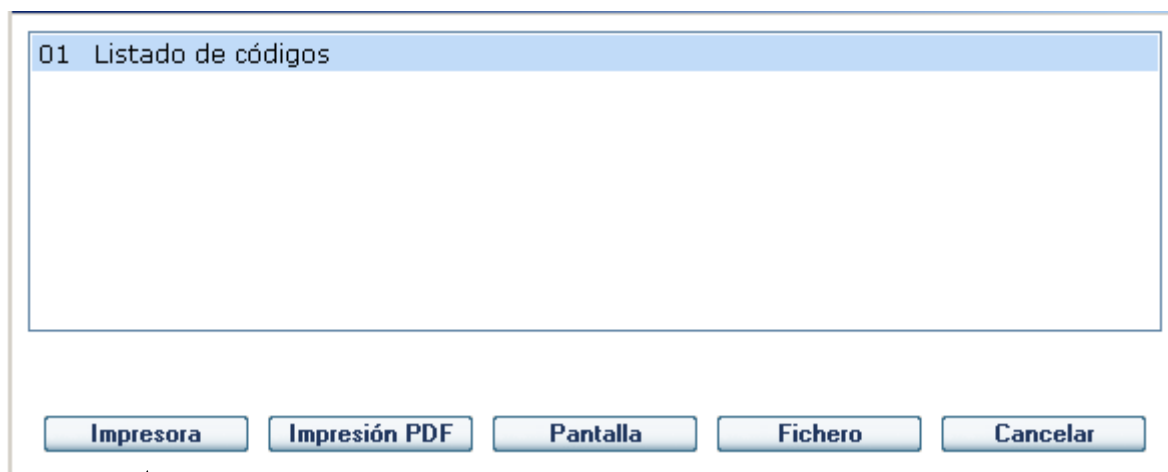 01 Listado de códigos
Impresora Impresión PDF Pantalla Fichero Cancelar